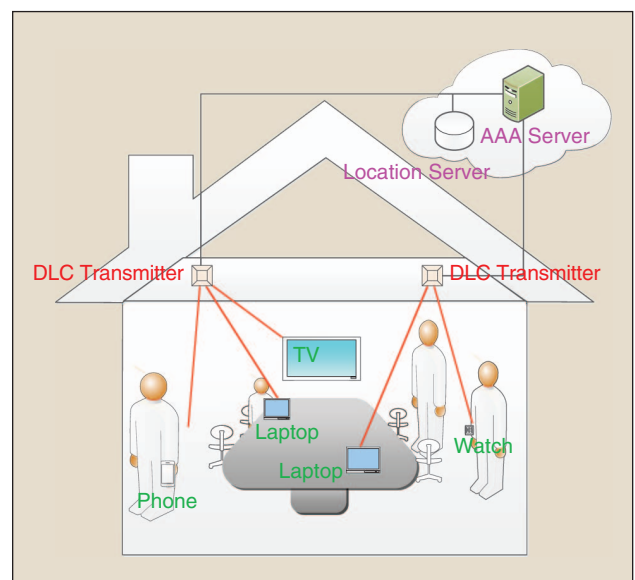 AAA Server
Location Server
DLC Transmitter
DLC Transmitter
TV
Laptop
Watch
Laptop
Phone